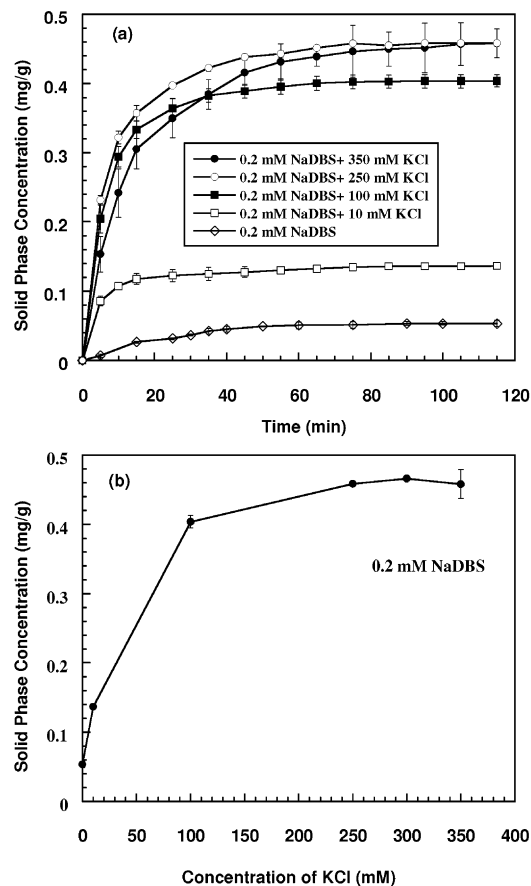 (a)
Solid Phase Concentration (mg/g)
0.5
0.4
0.3
0.2
0.1
0
0.2 mM NaDBS+ 350 mM KCl
0.2 mM NaDBS+ 250 mM KCl
0.2 mM NaDBS+ 100 mM KCl
0.2 mM NaDBS+ 10 mM KCl
0.2 mM NaDBS
0 20 40 60 80 100 120
Time (min)
(b)
Solid Phase Concentration (mg/g)
0.5
0.4
0.3
0.2
0.1
0
0.2 mM NaDBS
0 50 100 150 200 250 300 350 400
Concentration of KCl (mM)